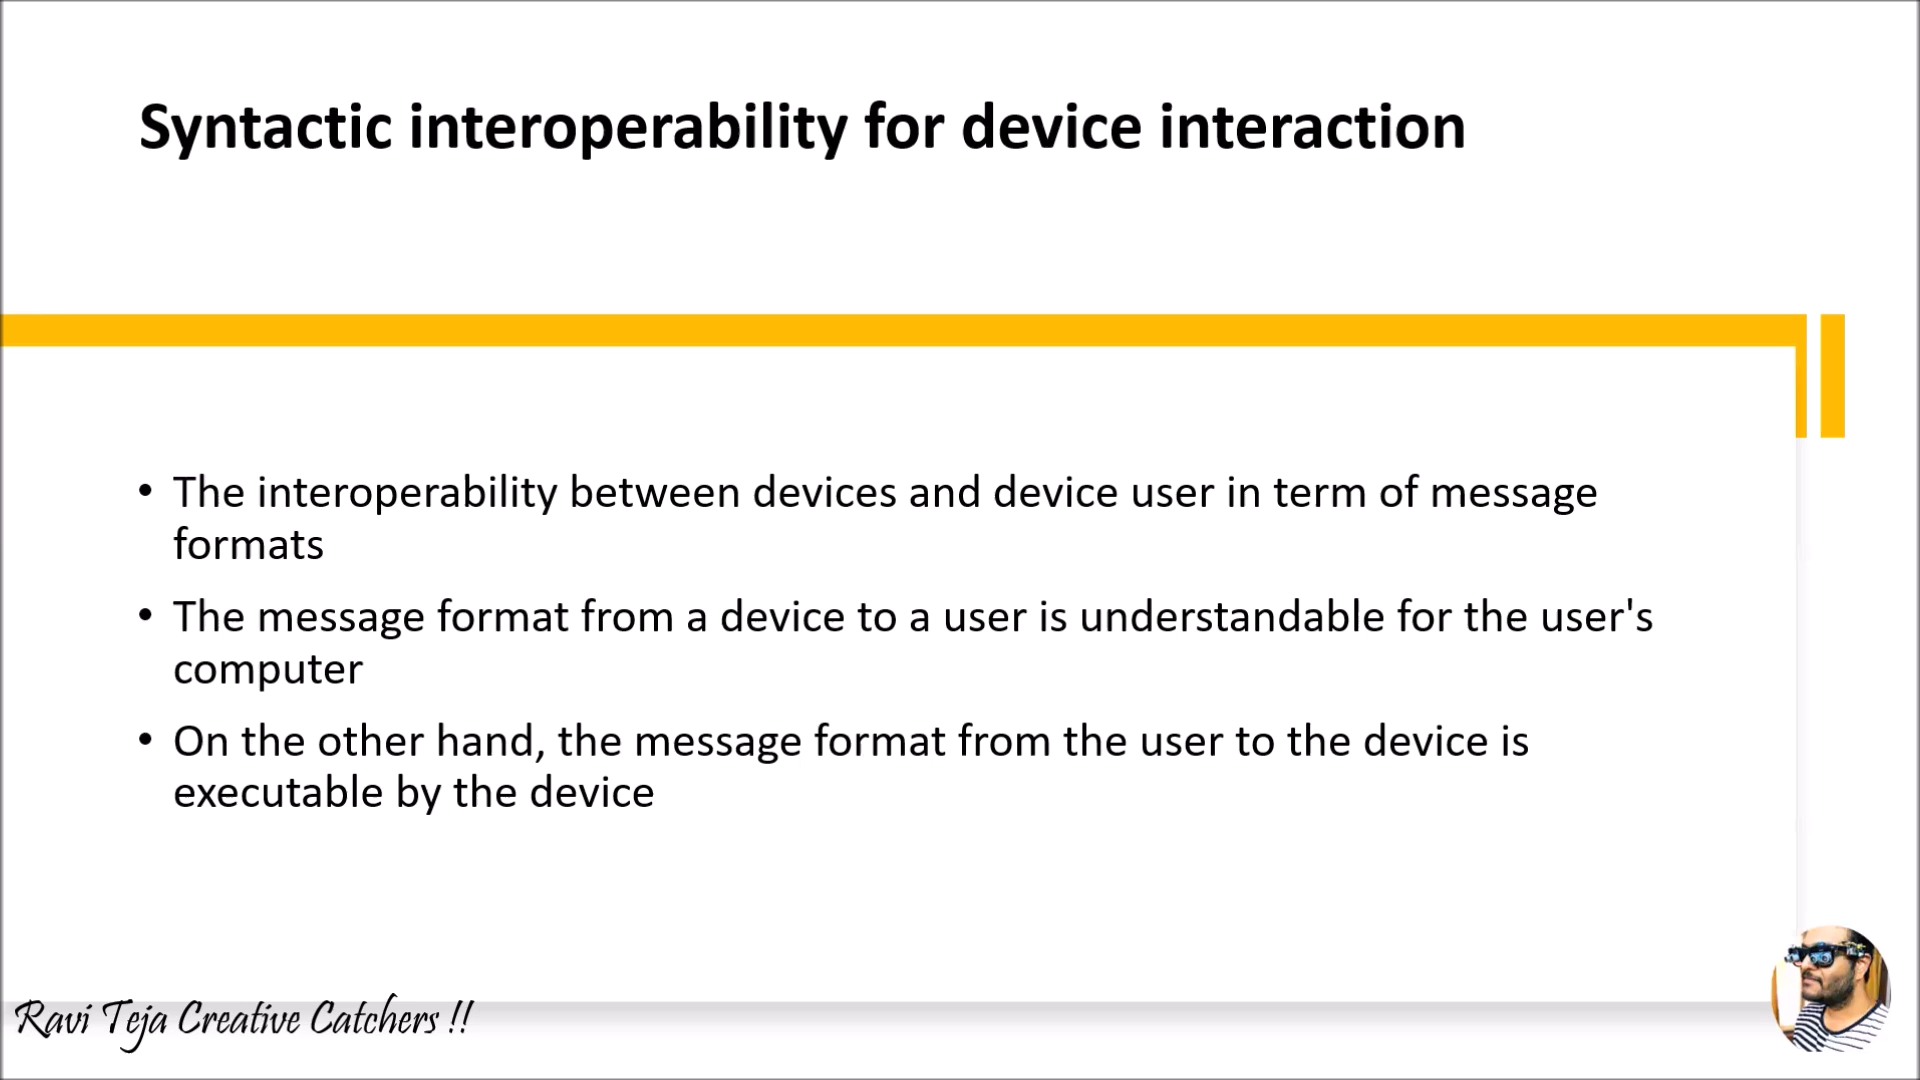 Syntactic interoperability for device interaction
• The interoperability between devices and device user in term of message
formats
• The message format from a device to a user is understandable for the user's
computer
• On the other hand, the message format from the user to the device is
executable by the device
Ravi Teja Creative Catchers !!